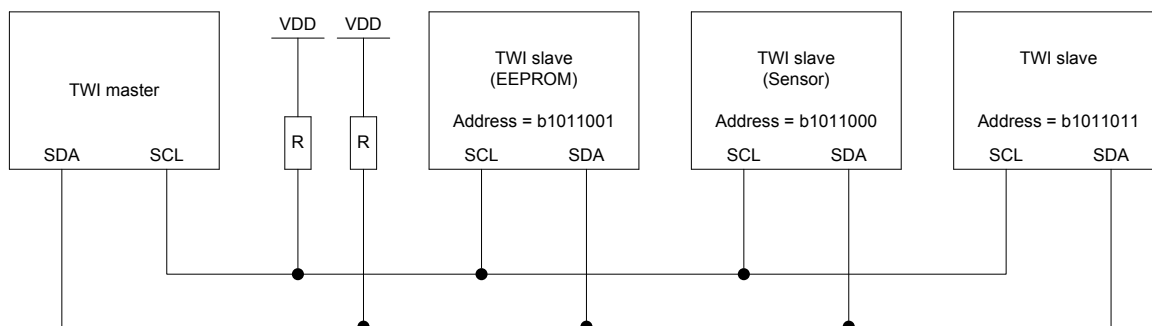 TWI master
SDA
SCL
VDD
VDD
R
R
TWI slave
(EEPROM)
Address = b1011001
SCL
SDA
TWI slave
(Sensor)
Address = b1011000
SCL
SDA
TWI slave
Address = b1011011
SCL
SDA